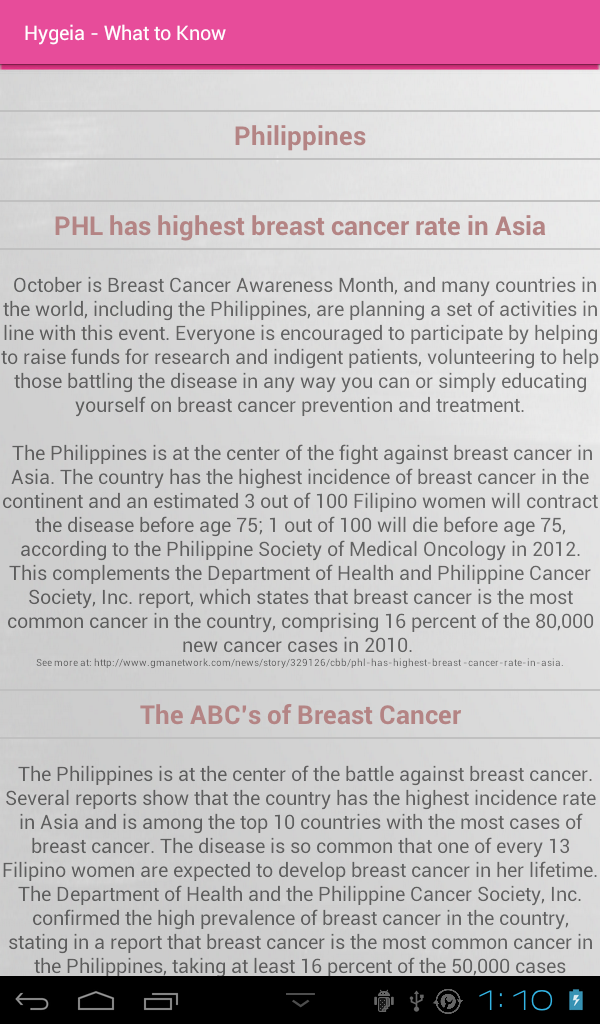 Hygeia - What to Know
Philippines
PHL has highest breast cancer rate in Asia
October is Breast Cancer Awareness Month, and many countries in
the world, including the Philippines, are planning a set of activities in
line with this event. Everyone is encouraged to participate by helping
to raise funds for research and indigent patients, volunteering to help
those battling the disease in any way you can or simply educating
yourself on breast cancer prevention and treatment.
The Philippines is at the center of the fight against breast cancer in
Asia. The country has the highest incidence of breast cancer in the
continent and an estimated 3 out of 100 Filipino women will contract
the disease before age 75; 1 out of 100 will die before age 75,
according to the Philippine Society of Medical Oncology in 2012.
This complements the Department of Health and Philippine Cancer
Society, Inc. report, which states that breast cancer is the most
common cancer in the country, comprising 16 percent of the 80,000
new cancer cases in 2010.
See more at: http://www.gmanetwork.com/news/story/329126/cbb/phl-has-highest-breast -cancer-rate-in-asia.
The ABC's of Breast Cancer
The Philippines is at the center of the battle against breast cancer.
Several reports show that the country has the highest incidence rate
in Asia and is among the top 10 countries with the most cases of
breast cancer. The disease is so common that one of every 13
Filipino women are expected to develop breast cancer in her lifetime.
The Department of Health and the Philippine Cancer Society, Inc.
confirmed the high prevalence of breast cancer in the country,
stating in a report that breast cancer is the most common cancer in
the Philippines, taking at least 16 percent of the 50,000 cases
1:10